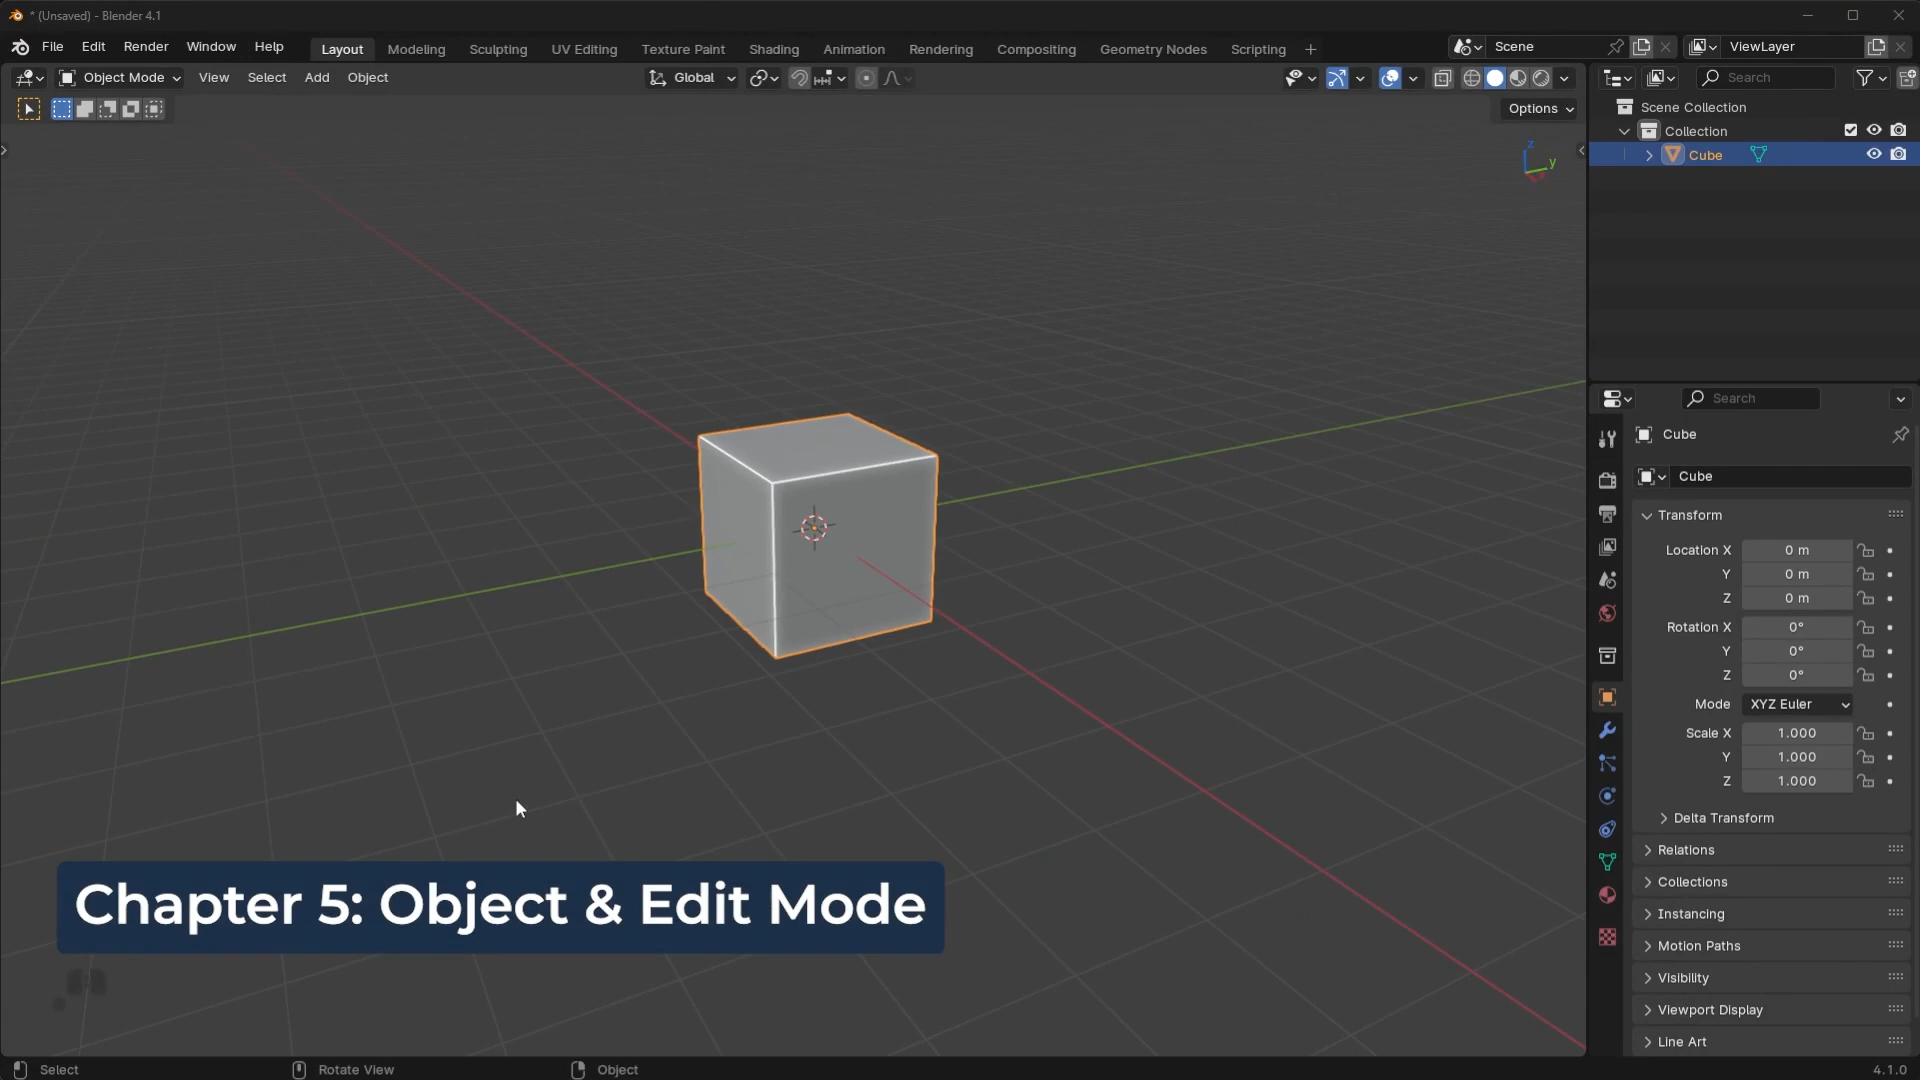 * (Unsaved) - Blender 4.1
File Edit Render Window Help
Layout Modeling Sculpting UV Editing Texture Paint Shading Animation Rendering Compositing Geometry Nodes Scripting +
Scene
ViewLayer
Object Mode View Select Add Object
Global
Search
Options
Scene Collection
Collection
Cube
z
y
Search
Cube
Cube
Transform
Location X 0 m
Y 0 m
Z 0 m
Rotation X 0°
Y 0°
Z 0°
Mode XYZ Euler
Scale X 1.000
Y 1.000
Z 1.000
Delta Transform
Relations
Collections
Instancing
Motion Paths
Visibility
Viewport Display
Line Art
Chapter 5: Object & Edit Mode
Select Rotate View Object 4.1.0